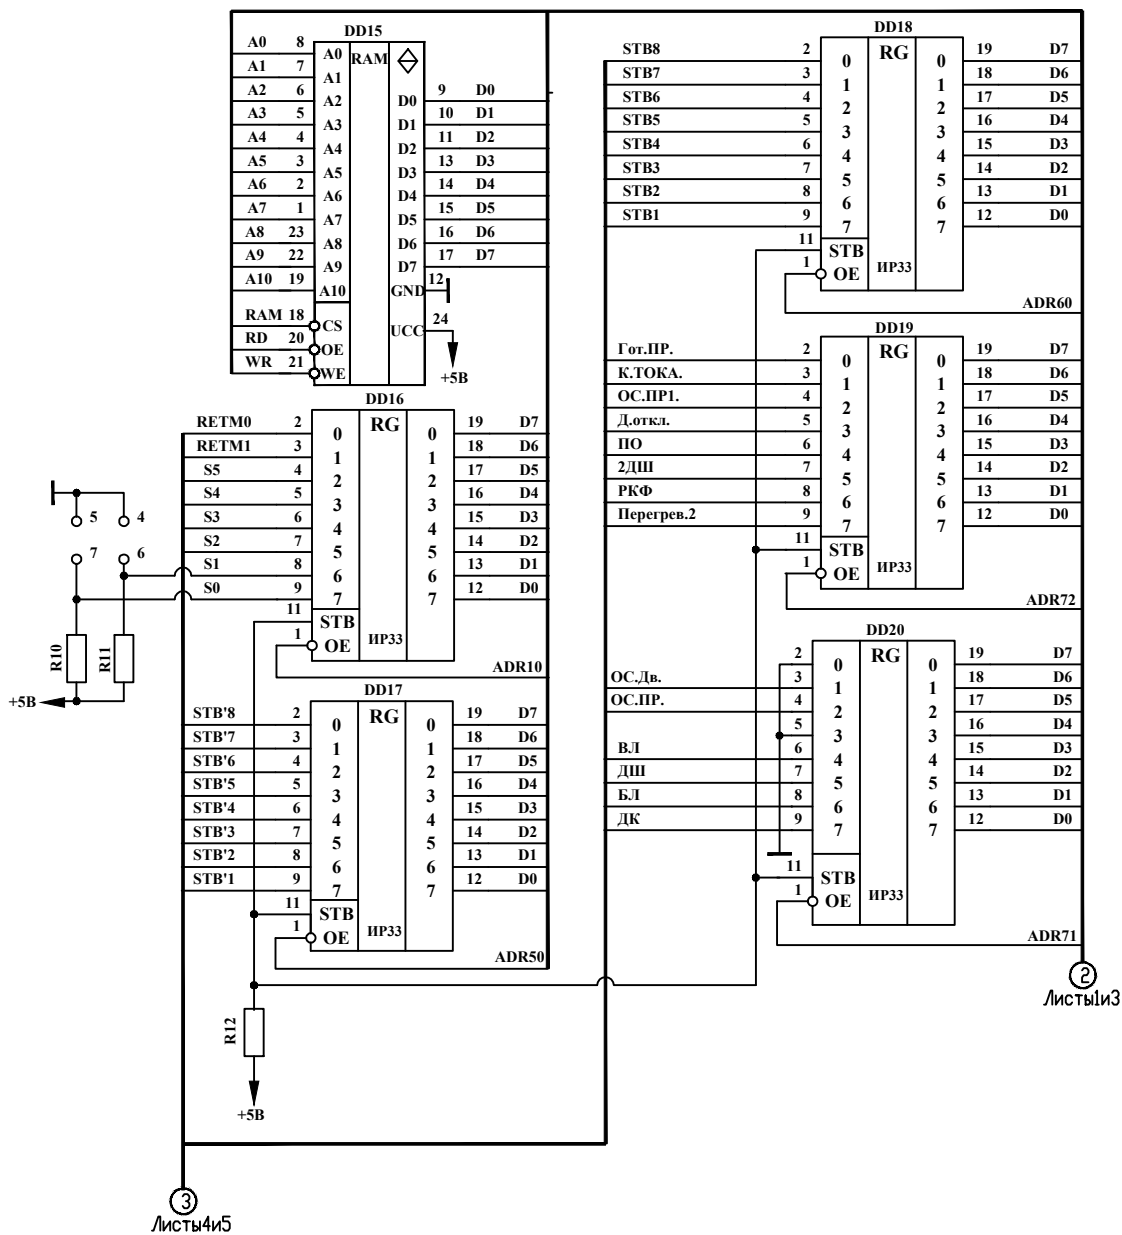 DD15
A0 8 A0 RAM
A1 7 A1
A2 6 A2 D0 9 D0
A3 5 A3 D1 10 D1
A4 4 A4 D2 11 D2
A5 3 A5 D3 13 D3
A6 2 A6 D4 14 D4
A7 1 A7 D5 15 D5
A8 23 A8 D6 16 D6
A9 22 A9 D7 17 D7
A10 19 A10 GND 12
RAM 18 CS UCC 24
RD 20 OE
WR 21 WE +5В
DD16
RETM0 2 0 RG 0 19 D7
RETM1 3 1 1 18 D6
S5 4 2 2 17 D5
S4 5 3 3 16 D4
S3 6 4 4 15 D3
S2 7 5 5 14 D2
S1 8 6 6 13 D1
S0 9 7 7 12 D0
11 STB
1 OE ИР33
ADR10
5 4
7 6
R10 R11
+5В
DD17
STB'8 2 0 RG 0 19 D7
STB'7 3 1 1 18 D6
STB'6 4 2 2 17 D5
STB'5 5 3 3 16 D4
STB'4 6 4 4 15 D3
STB'3 7 5 5 14 D2
STB'2 8 6 6 13 D1
STB'1 9 7 7 12 D0
11 STB
1 OE ИР33
ADR50
R12
+5В
3
Листы4и5
DD18
STB8 2 0 RG 0 19 D7
STB7 3 1 1 18 D6
STB6 4 2 2 17 D5
STB5 5 3 3 16 D4
STB4 6 4 4 15 D3
STB3 7 5 5 14 D2
STB2 8 6 6 13 D1
STB1 9 7 7 12 D0
11 STB
1 OE ИР33
ADR60
DD19
Гот.ПР. 2 0 RG 0 19 D7
К.ТОКА. 3 1 1 18 D6
ОС.ПР1. 4 2 2 17 D5
Д.откл. 5 3 3 16 D4
ПО 6 4 4 15 D3
2ДШ 7 5 5 14 D2
РКФ 8 6 6 13 D1
Перегрев.2 9 7 7 12 D0
11 STB
1 OE ИР33
ADR72
DD20
2 0 RG 0 19 D7
ОС.Дв. 3 1 1 18 D6
ОС.ПР. 4 2 2 17 D5
5 3 3 16 D4
ВЛ 6 4 4 15 D3
ДШ 7 5 5 14 D2
БЛ 8 6 6 13 D1
ДК 9 7 7 12 D0
11 STB
1 OE ИР33
ADR71
2
Листы1и3